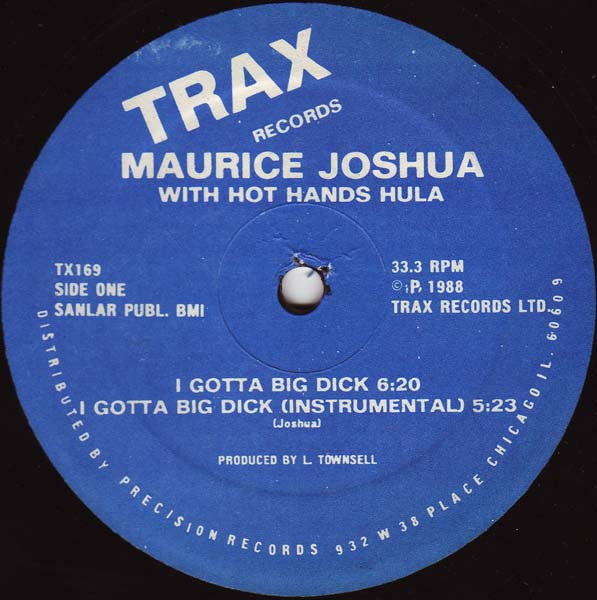 TRAX
RECORDS
MAURICE JOSHUA
WITH HOT HANDS HULA
TX169
SIDE ONE
SANLAR PUBL. BMI
33.3 RPM
© ℗ 1988
TRAX RECORDS LTD.
I GOTTA BIG DICK 6:20
I GOTTA BIG DICK (INSTRUMENTAL) 5:23
(Joshua)
PRODUCED BY L. TOWNSELL
DISTRIBUTED BY PRECISION RECORDS 932 W 38 PLACE CHICAGO IL. 60609